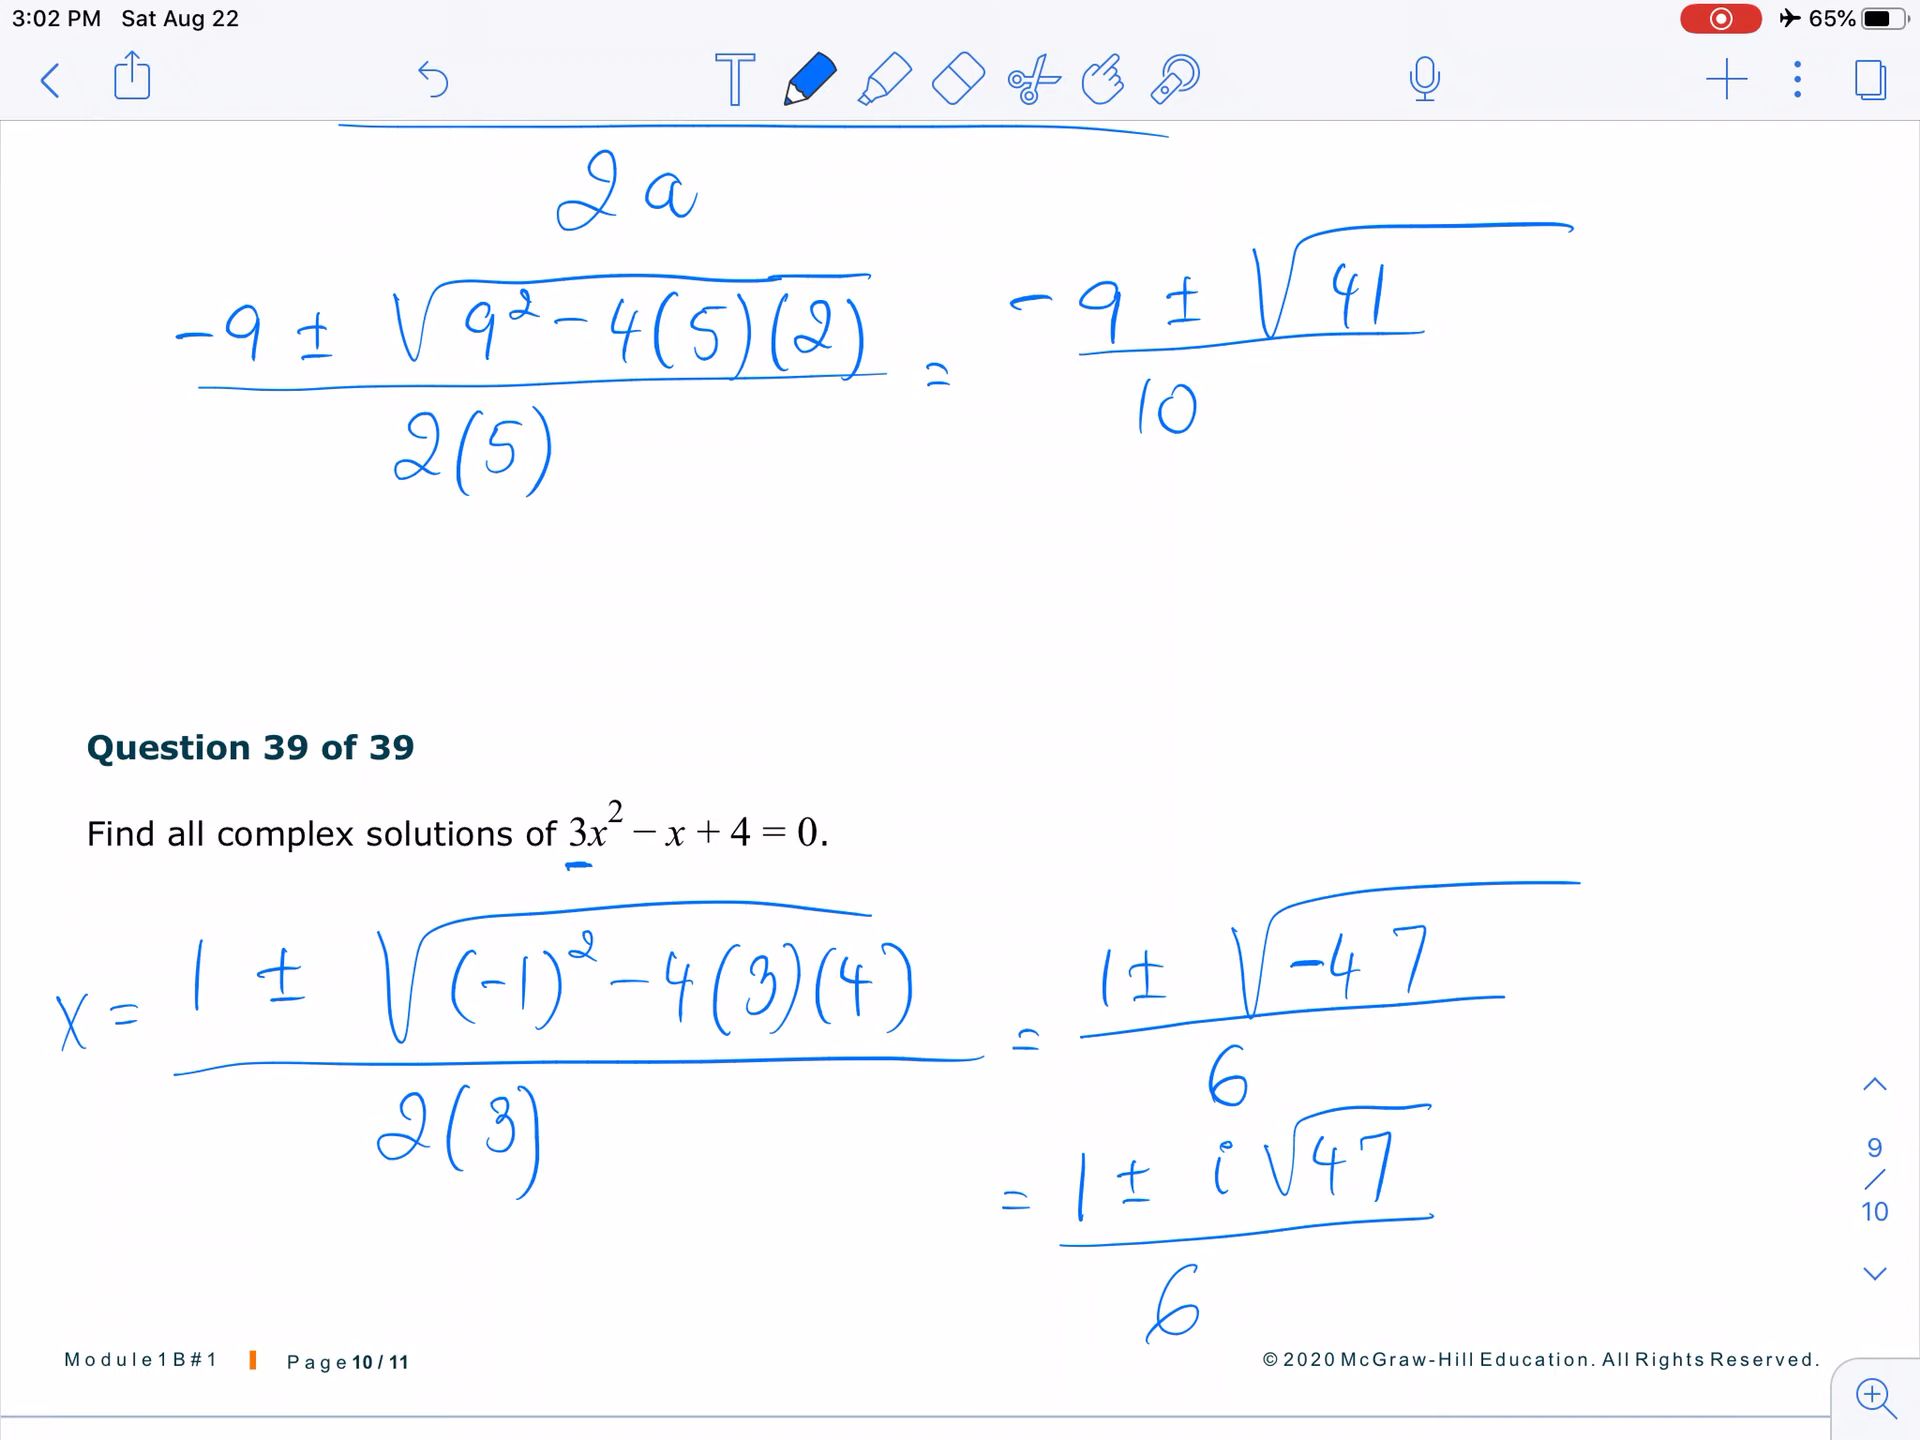 3:02 PM Sat Aug 22 65%
T
2a
-9 ± √(9² - 4(5)(2)) / 2(5) = -9 ± √41 / 10
Question 39 of 39
Find all complex solutions of 3x² − x + 4 = 0.
x = 1 ± √((-1)² - 4(3)(4)) / 2(3) = 1 ± √-47 / 6
= 1 ± i√47 / 6
9 / 10
Module1B#1 Page 10 / 11 ©2020 McGraw-Hill Education. All Rights Reserved.